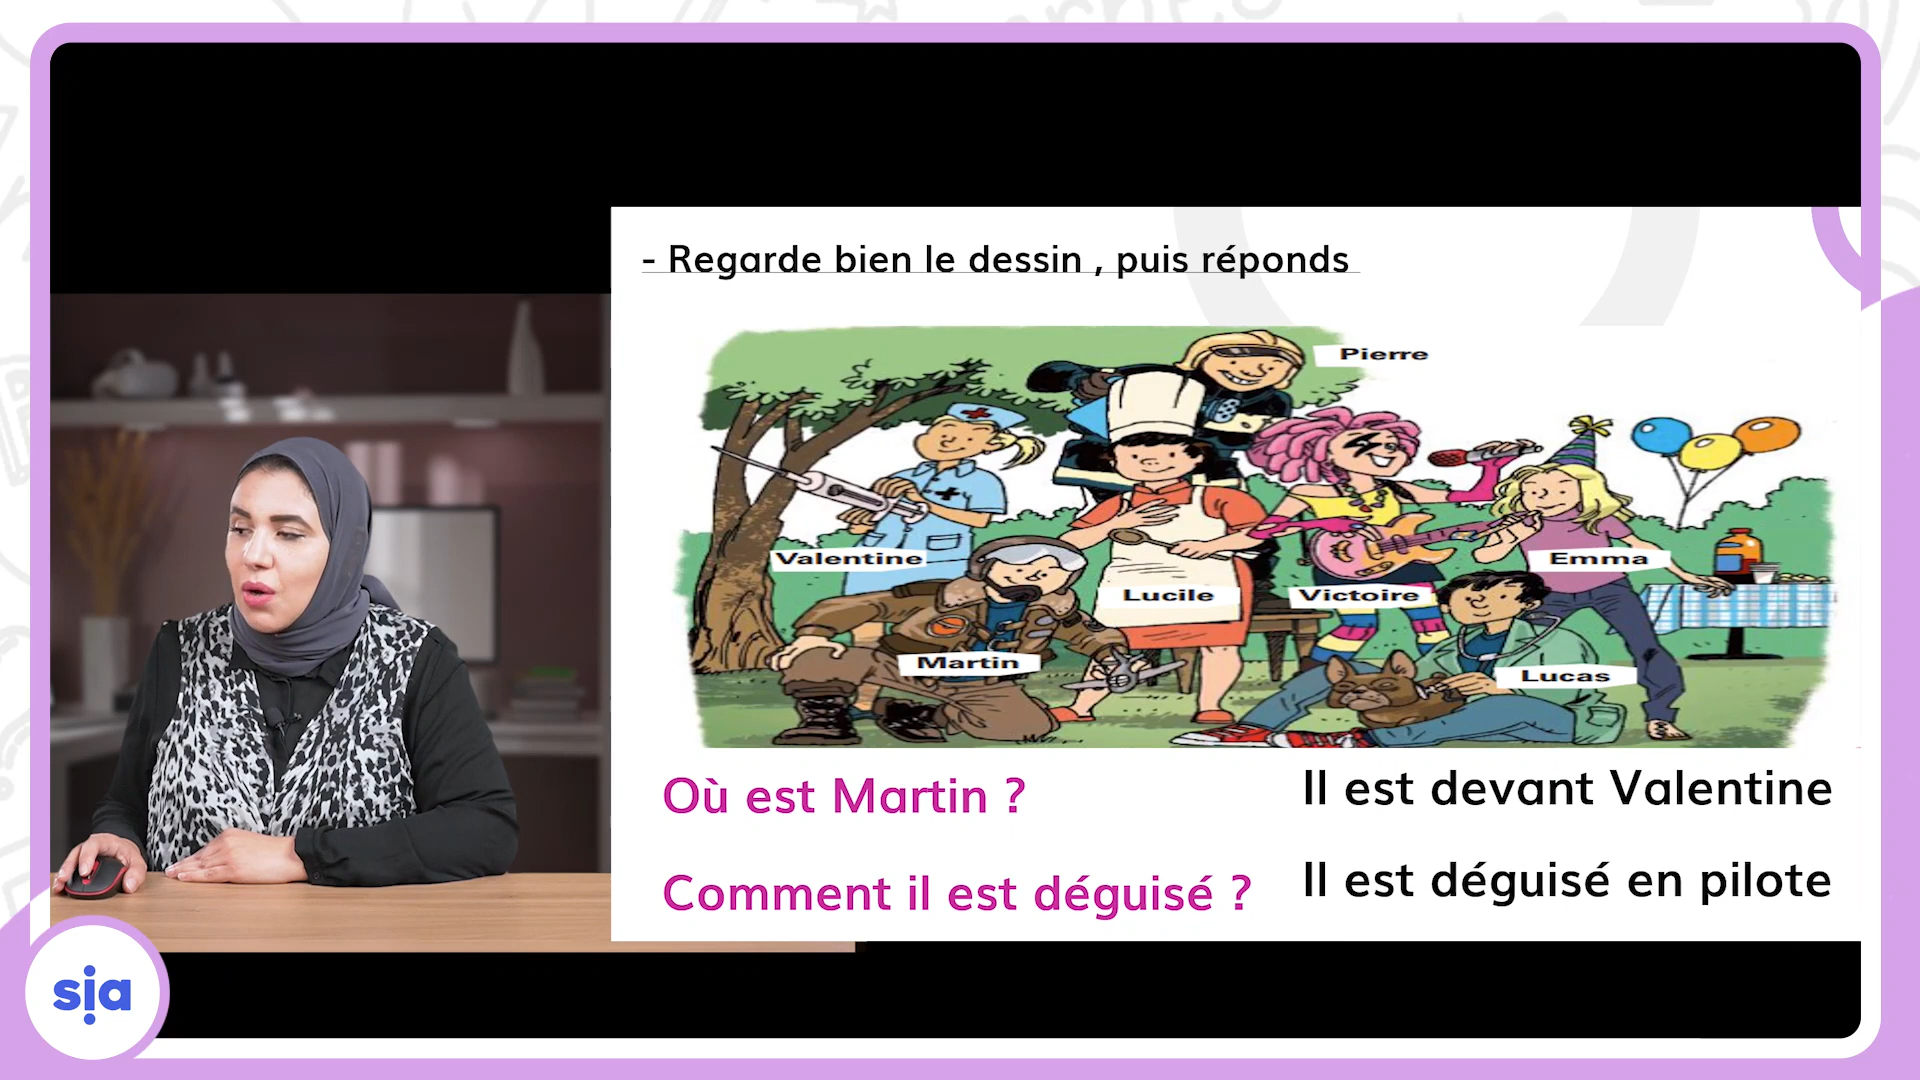 - Regarde bien le dessin , puis réponds
Pierre
Valentine
Emma
Lucile
Victoire
Martin
Lucas
Où est Martin ?
Il est devant Valentine
Comment il est déguisé ?
Il est déguisé en pilote
sia